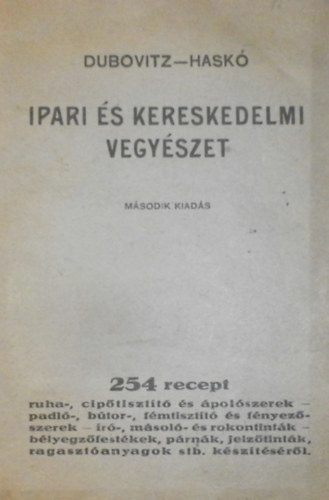 DUBOVITZ—HASKÓ
IPARI ÉS KERESKEDELMI
VEGYÉSZET
MÁSODIK KIADÁS
254 recept
ruha-, cipőtisztító és ápolószerek —
padló-, bútor-, fémtisztító és fényező-
szerek — író-, másoló- és rokontinták —
bélyegzőfestékek, párnák, jelzőtinták,
ragasztóanyagok stb. készítéséről.